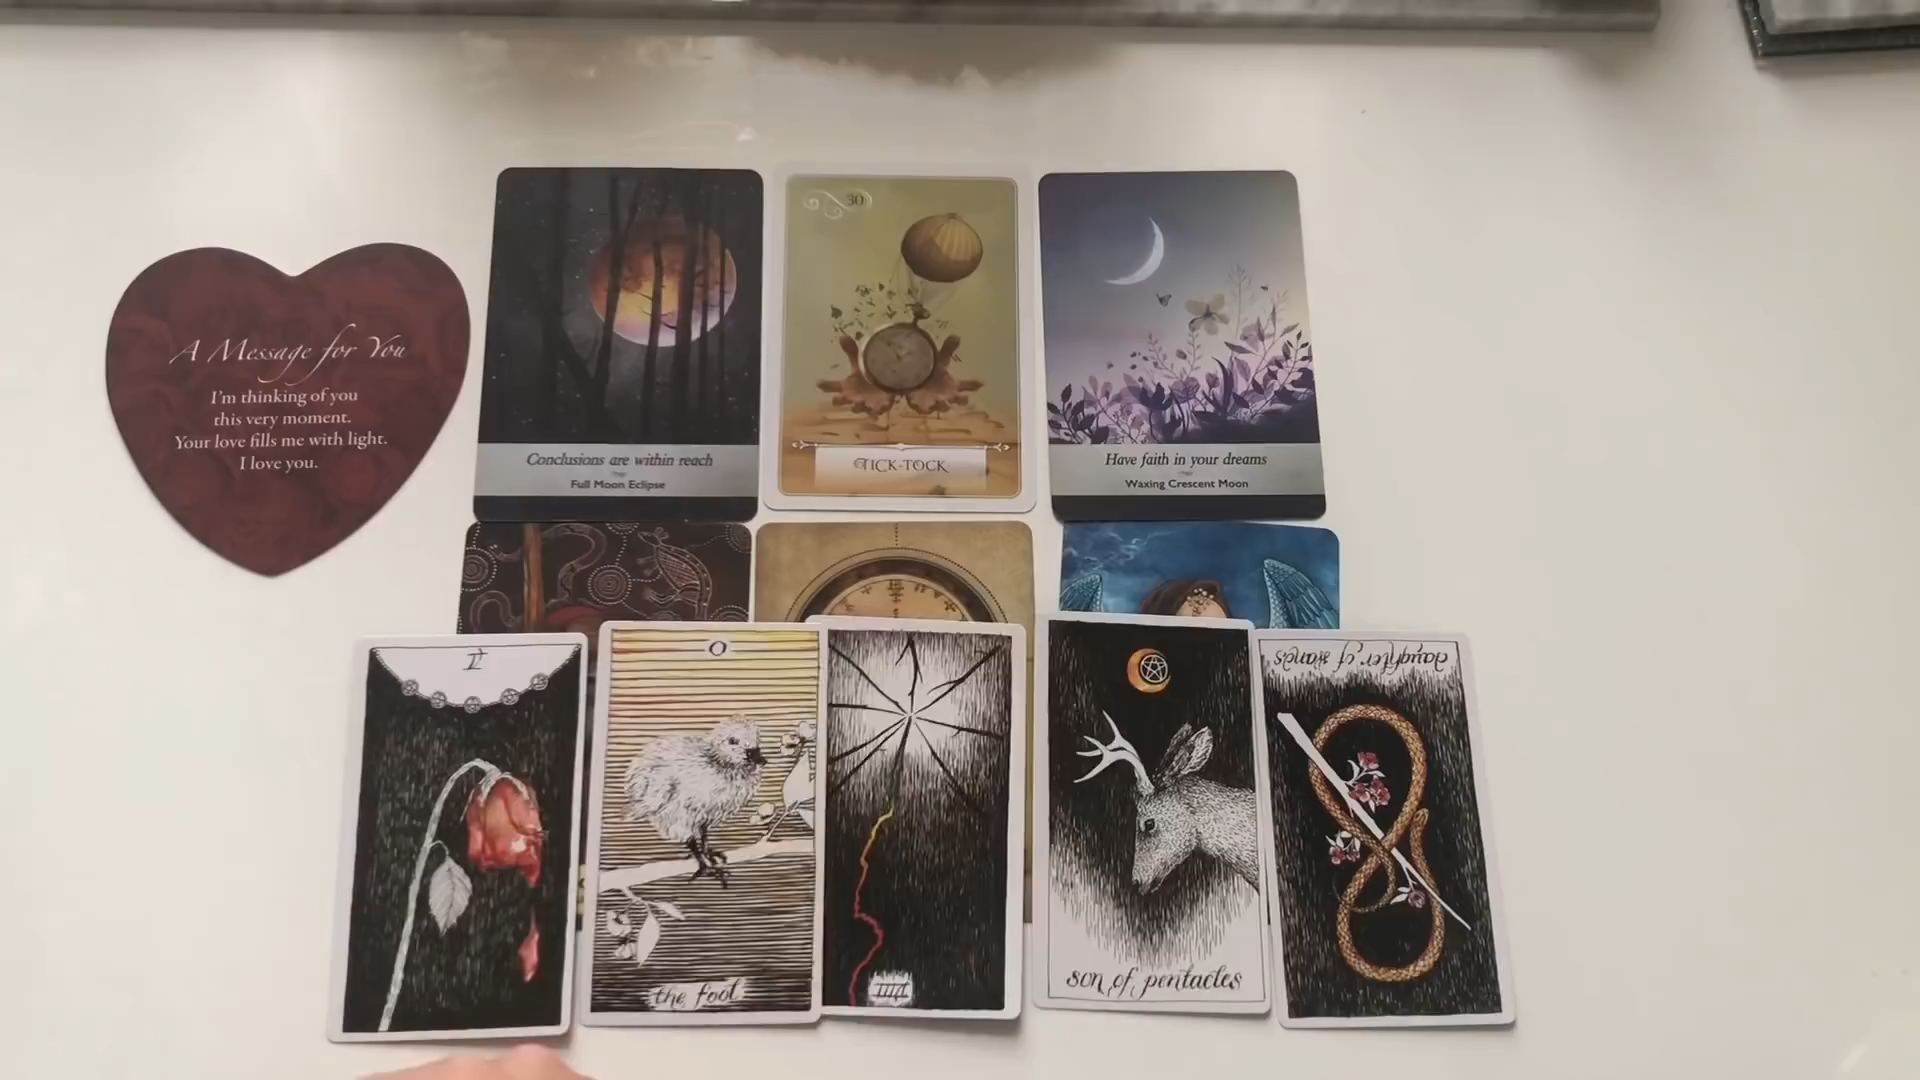 A Message for You
I'm thinking of you
this very moment.
Your love fills me with light.
I love you.
Conclusions are within reach
Full Moon Eclipse
30
TICK-TOCK
Have faith in your dreams
Waxing Crescent Moon
0
the fool
son of pentacles
daughter of wands